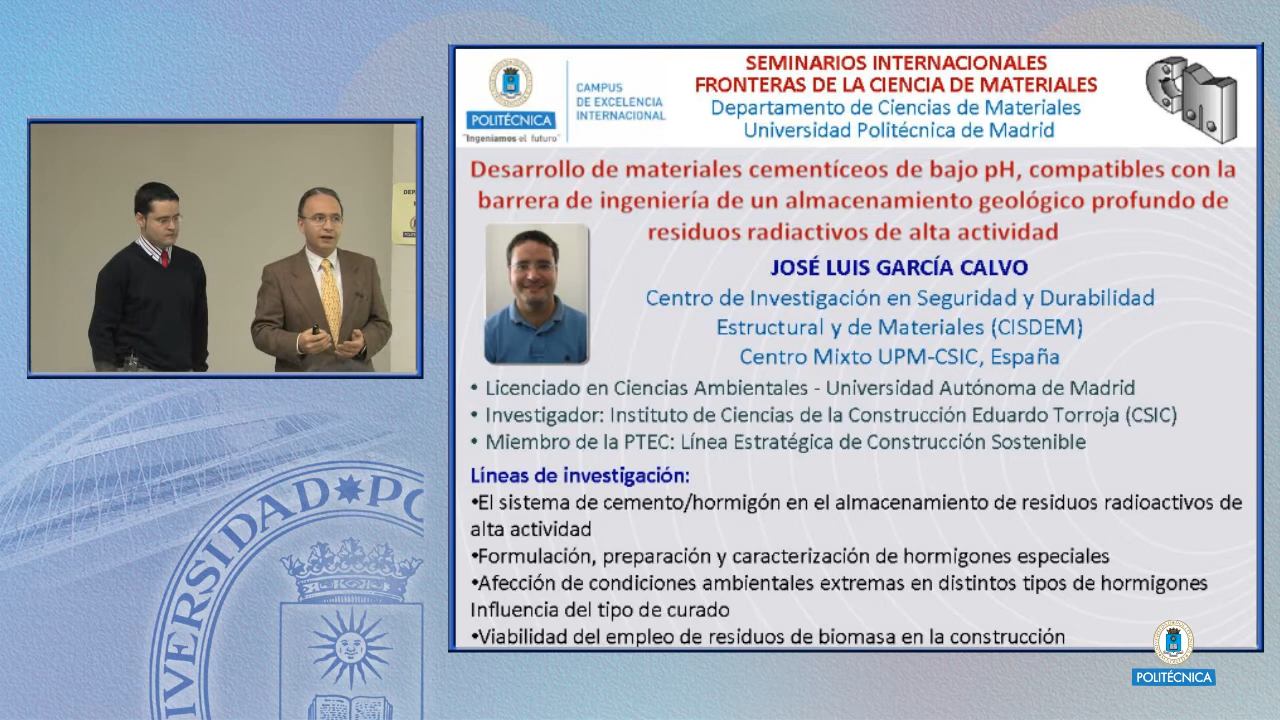 SEMINARIOS INTERNACIONALES
FRONTERAS DE LA CIENCIA DE MATERIALES
Departamento de Ciencias de Materiales
Universidad Politécnica de Madrid
POLITÉCNICA
"Ingeniamos el futuro"
CAMPUS
DE EXCELENCIA
INTERNACIONAL
Desarrollo de materiales cementíceos de bajo pH, compatibles con la
barrera de ingeniería de un almacenamiento geológico profundo de
residuos radiactivos de alta actividad
JOSÉ LUIS GARCÍA CALVO
Centro de Investigación en Seguridad y Durabilidad
Estructural y de Materiales (CISDEM)
Centro Mixto UPM-CSIC, España
• Licenciado en Ciencias Ambientales - Universidad Autónoma de Madrid
• Investigador: Instituto de Ciencias de la Construcción Eduardo Torroja (CSIC)
• Miembro de la PTEC: Línea Estratégica de Construcción Sostenible
Líneas de investigación:
•El sistema de cemento/hormigón en el almacenamiento de residuos radioactivos de
alta actividad
•Formulación, preparación y caracterización de hormigones especiales
•Afección de condiciones ambientales extremas en distintos tipos de hormigones
Influencia del tipo de curado
•Viabilidad del empleo de residuos de biomasa en la construcción
POLITÉCNICA
IVERSIDAD PO